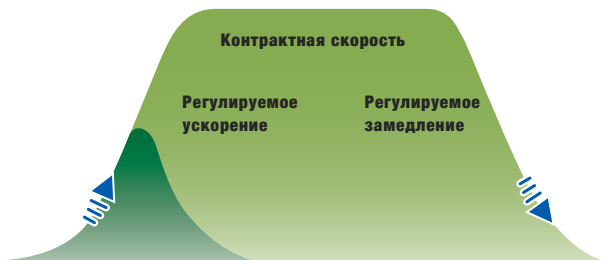 Контрактная скорость
Регулируемое
ускорение
Регулируемое
замедление